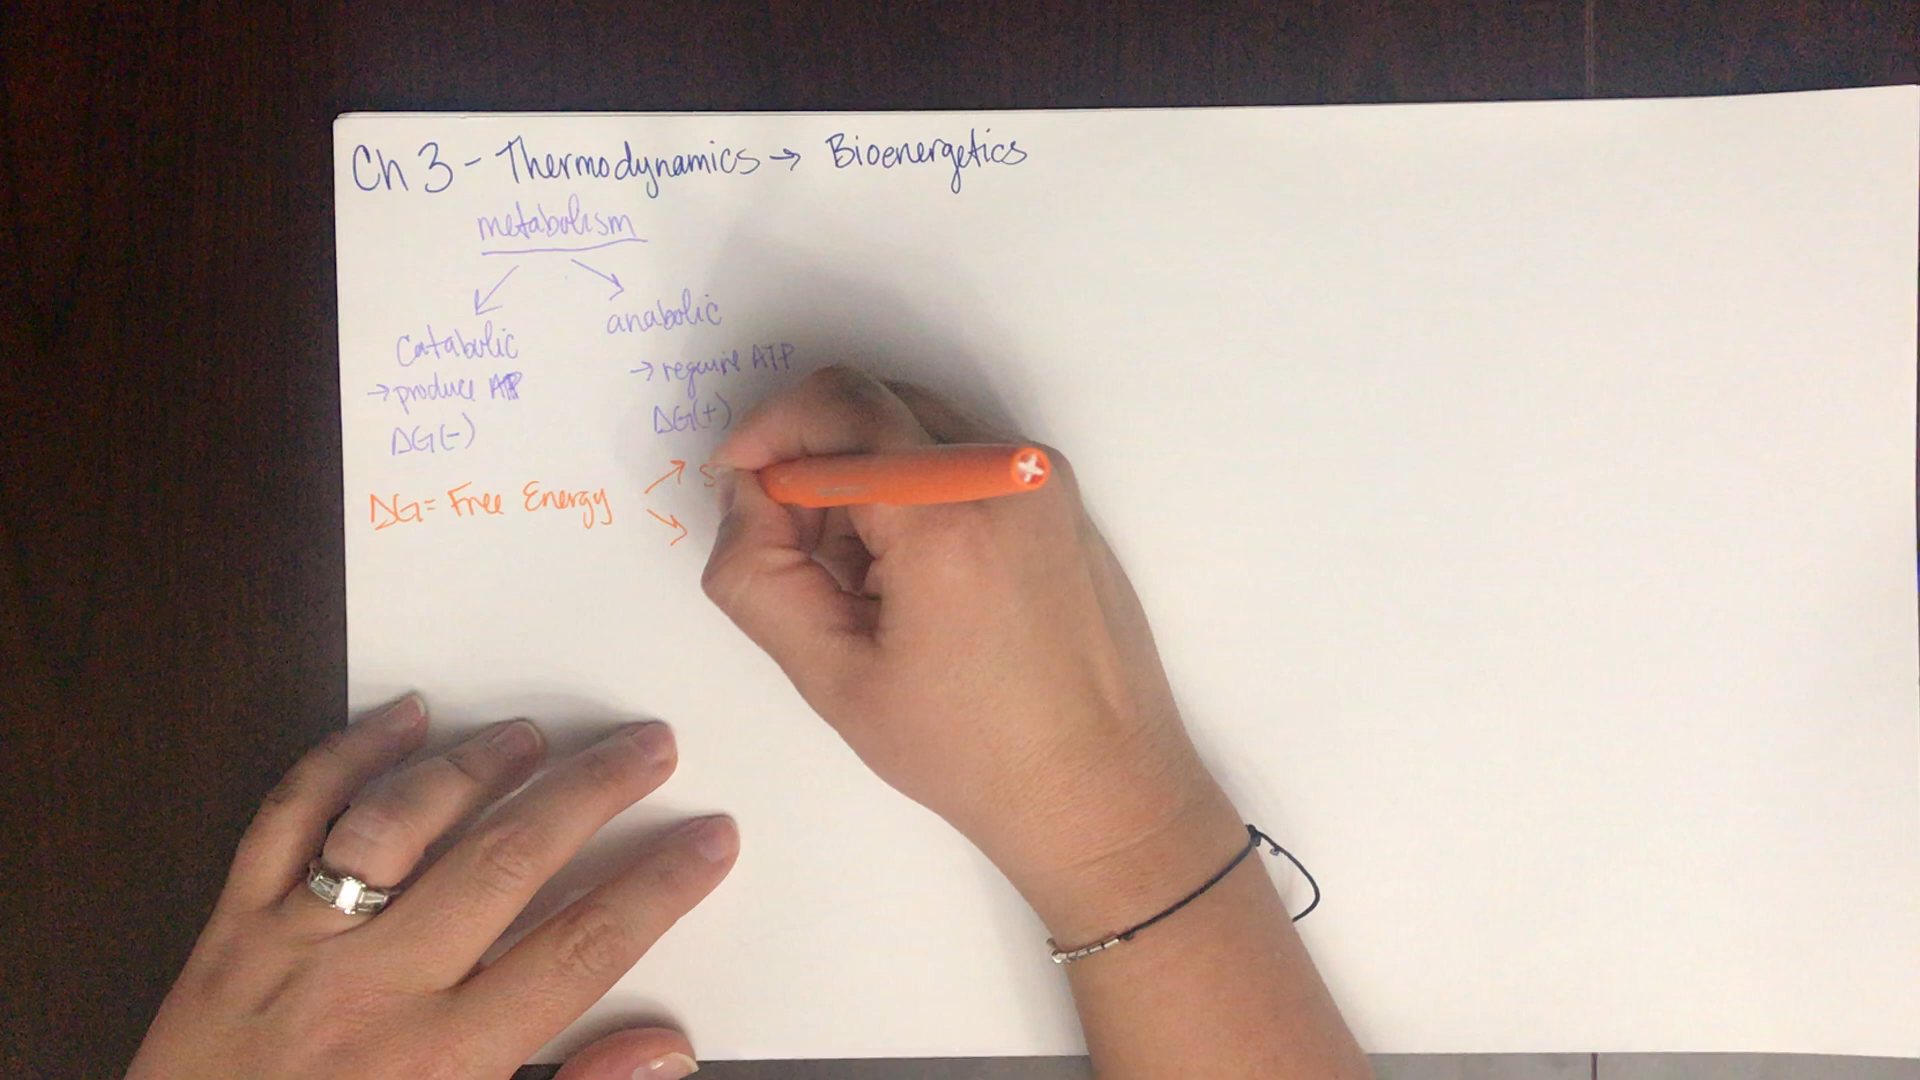 Ch 3 - Thermodynamics → Bioenergetics
metabolism
Catabolic
anabolic
→ produce ATP
→ require ATP
ΔG(-)
ΔG(+)
ΔG = Free Energy
S